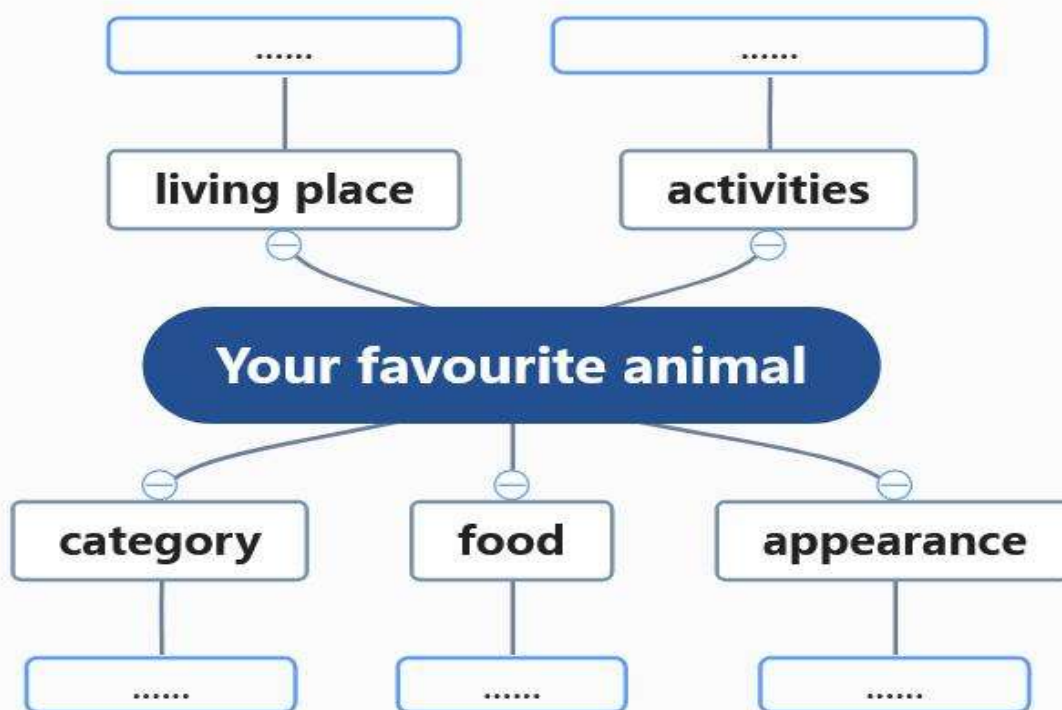 ...... ......
living place activities
Your favourite animal
category food appearance
...... ...... ......